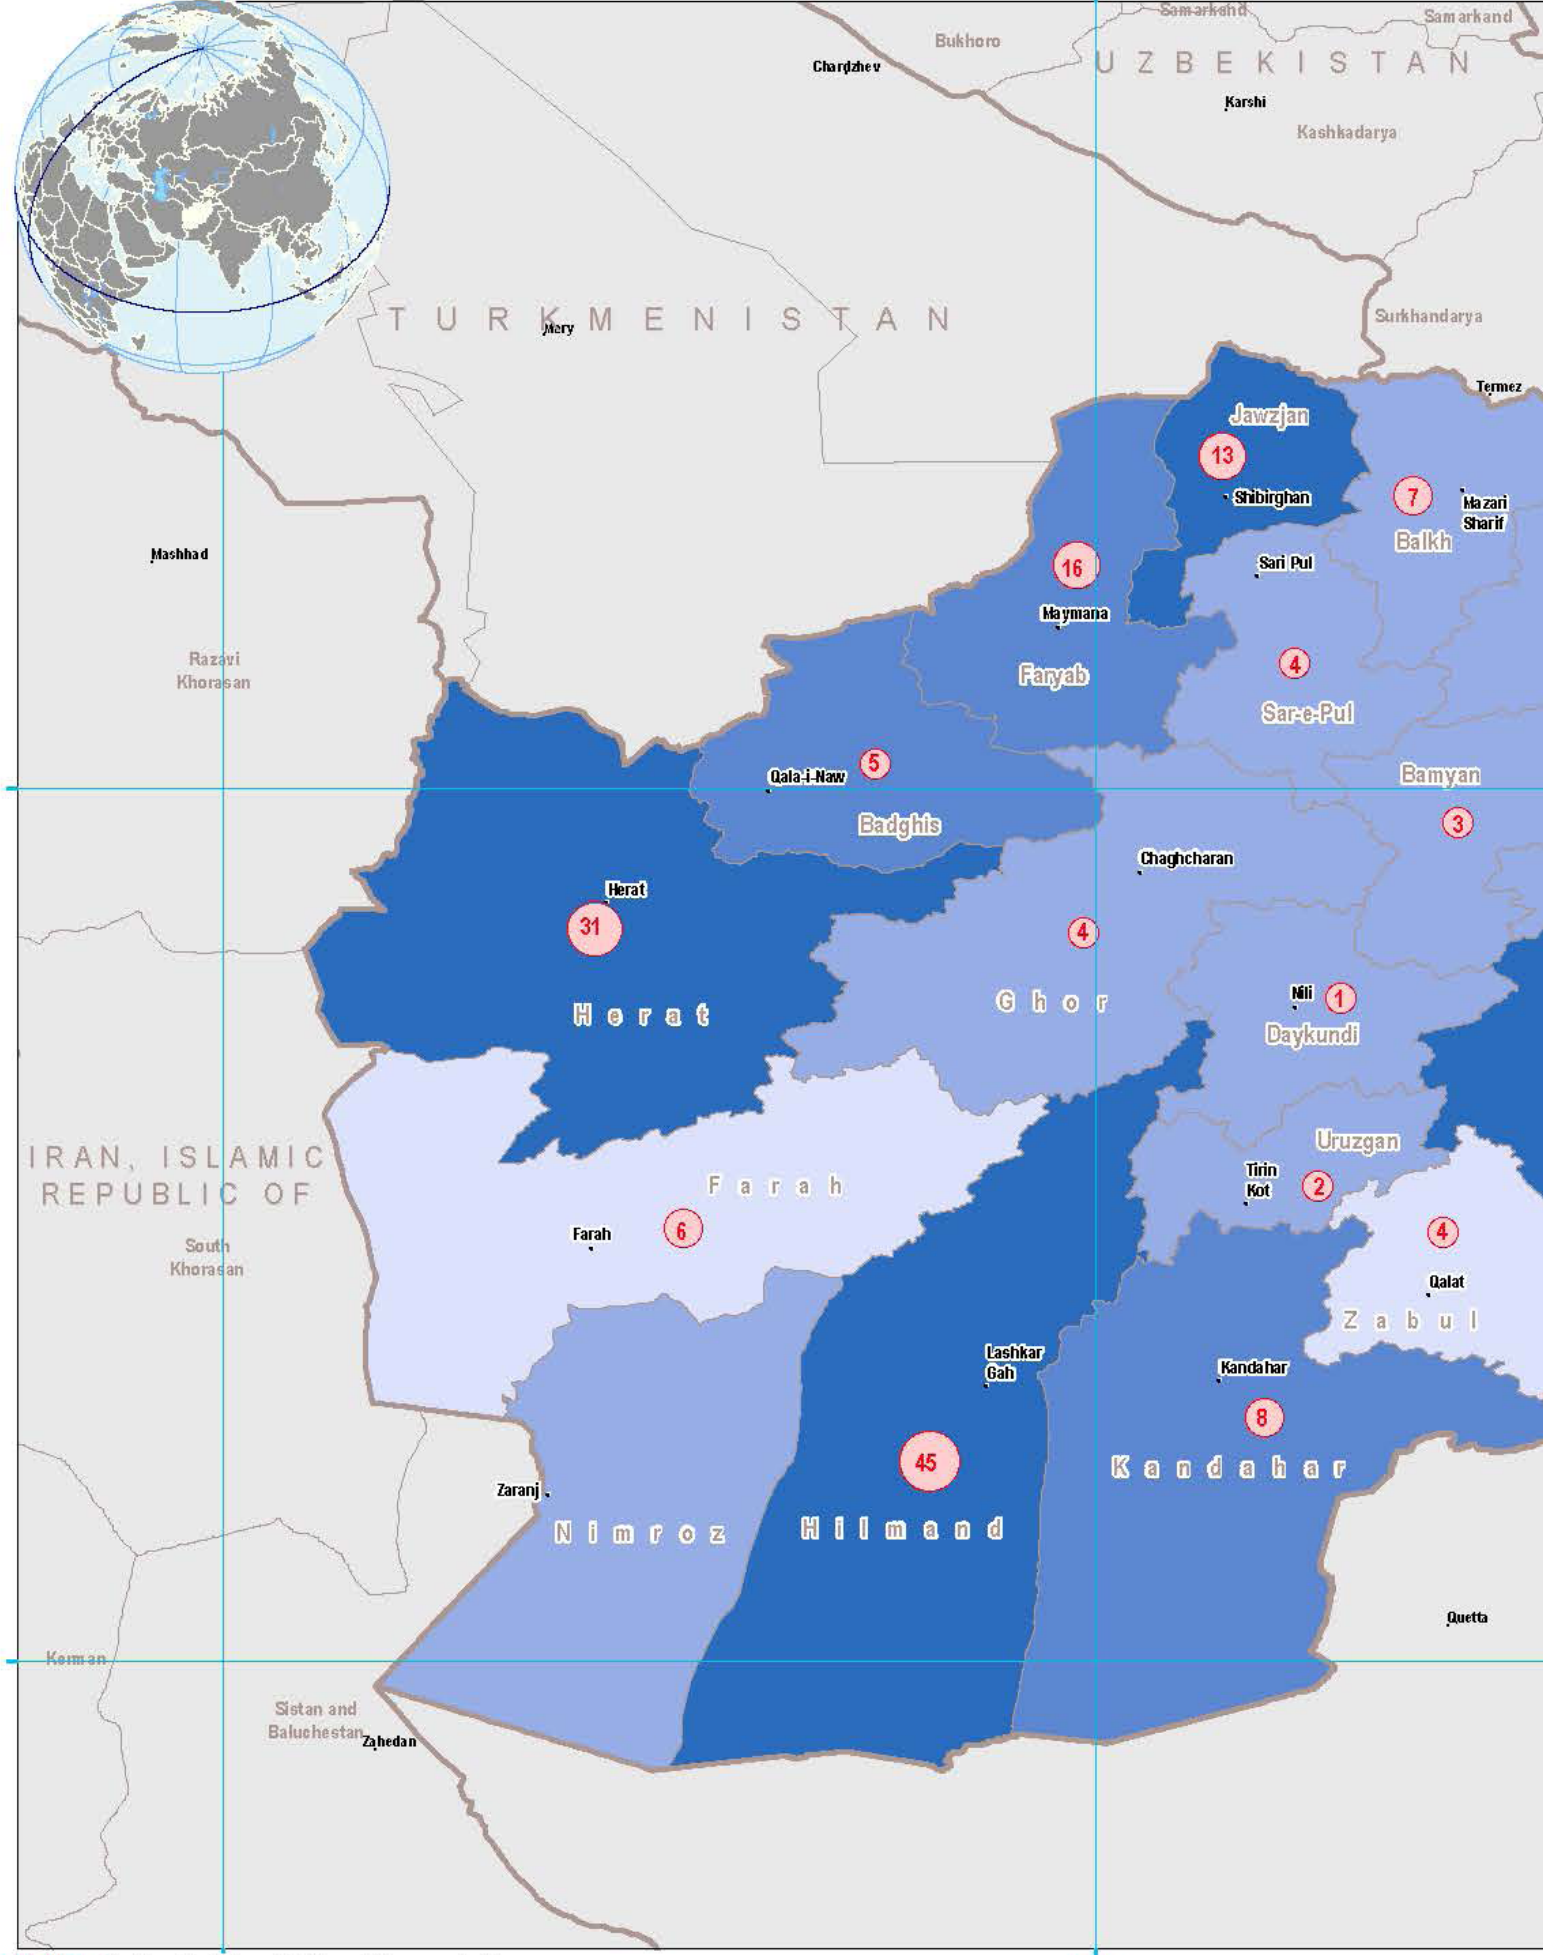 Samarkand
Samarkand
Bukhoro
UZBEKISTAN
Chardzhev
Karshi
Kashkadarya
TURKMENISTAN
Mary
Surkhandarya
Termez
Jawzjan
13
Shibirghan
7
Mazari
Sharif
Balkh
Mashhad
16
Sari Pul
Maymana
Razavi
Khorasan
Faryab
4
Sar-e-Pul
5
Qala-i-Naw
Bamyan
Badghis
3
Chaghcharan
Herat
31
4
Herat
Ghor
Nili
1
Daykundi
IRAN, ISLAMIC
REPUBLIC OF
Uruzgan
Farah
Tirin
Kot
2
Farah
6
4
South
Khorasan
Qalat
Zabul
Lashkar
Gah
Kandahar
8
45
Kandahar
Zaranj
Nimroz
Hilmand
Quetta
Kerman
Sistan and
Baluchestan
Zahedan